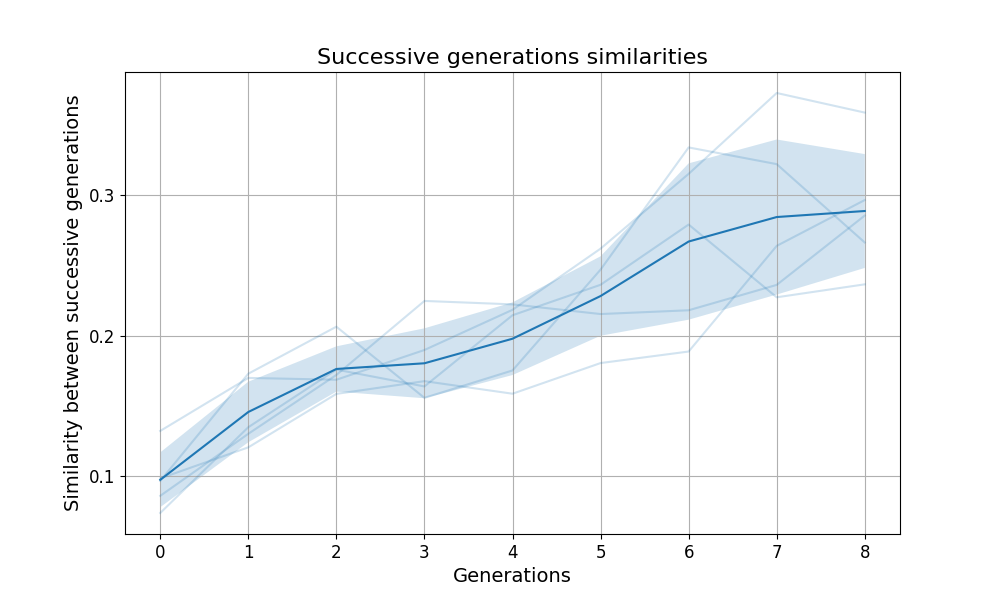 Successive generations similarities
Similarity between successive generations
0.3
0.2
0.1
0 1 2 3 4 5 6 7 8
Generations